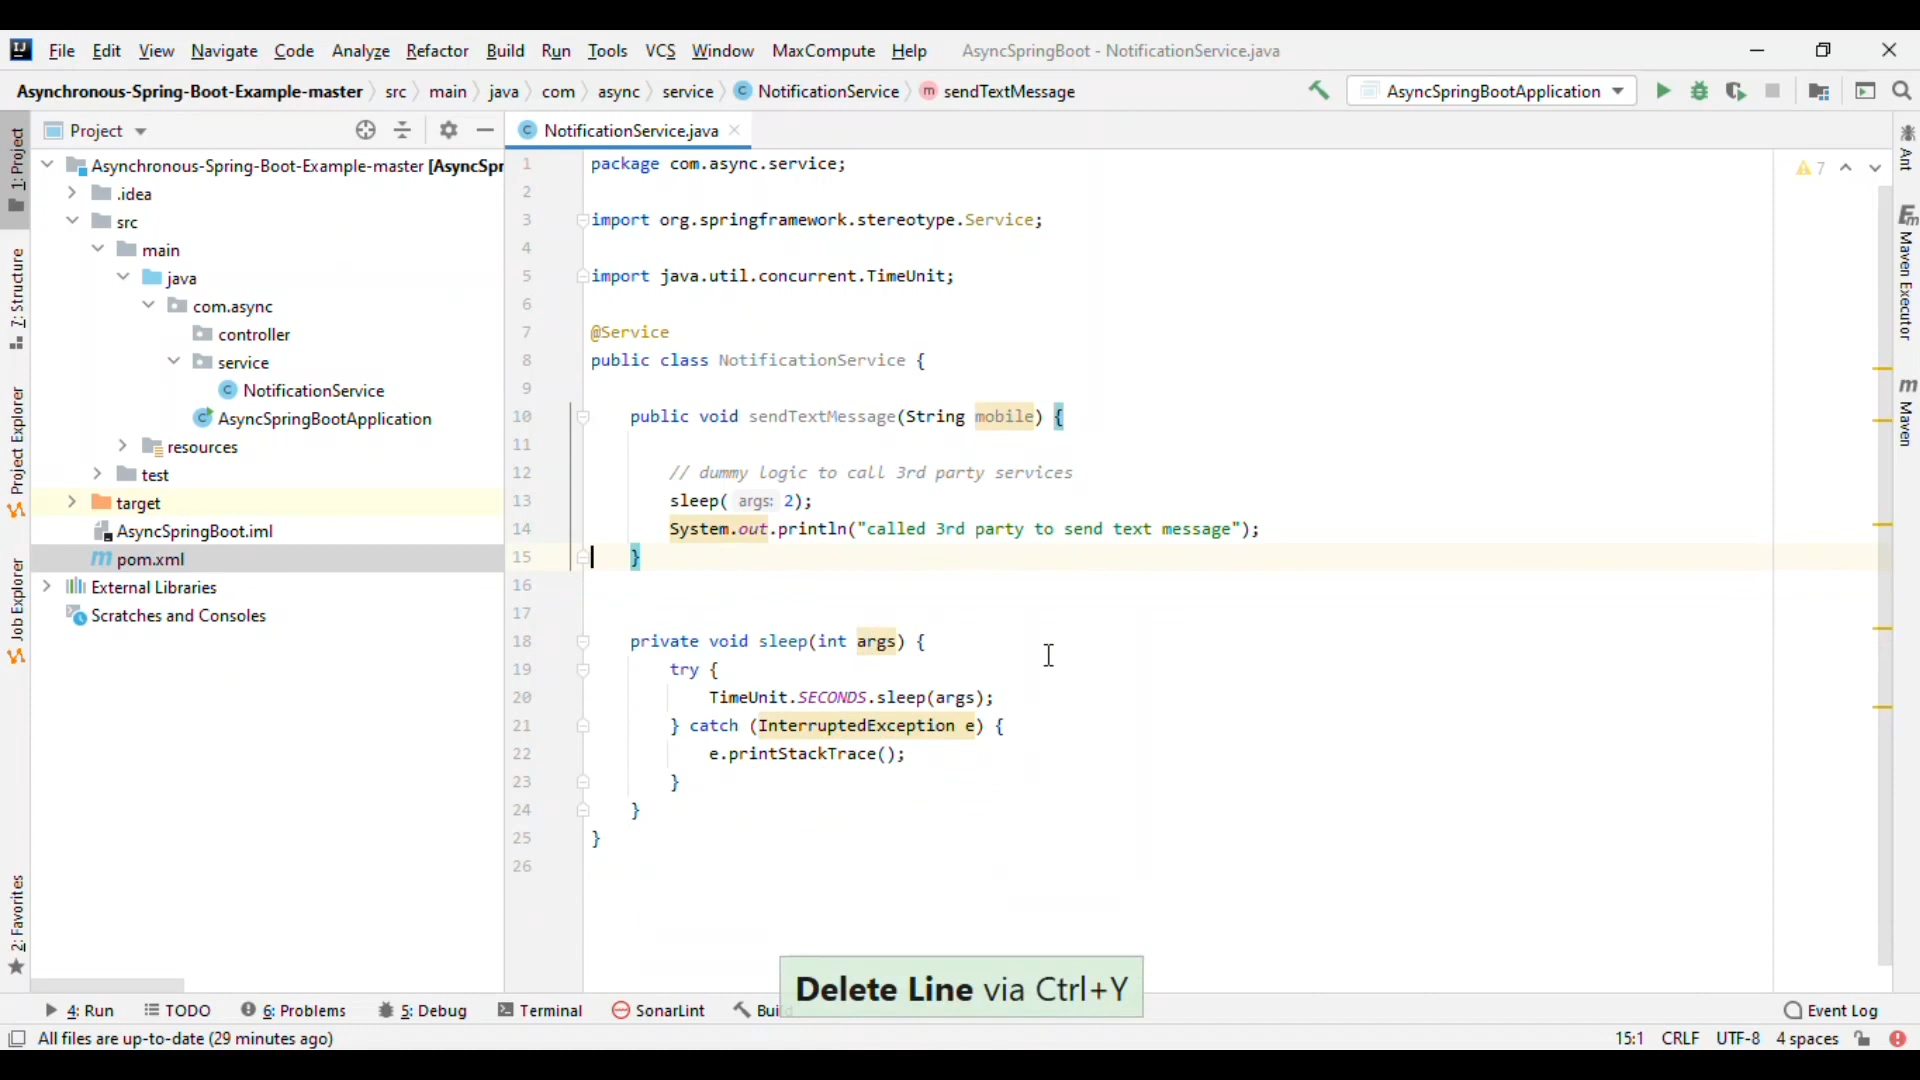 File Edit View Navigate Code Analyze Refactor Build Run Tools VCS Window MaxCompute Help AsyncSpringBoot - NotificationService.java
Asynchronous-Spring-Boot-Example-master src main java com async service NotificationService sendTextMessage AsyncSpringBootApplication
Project
NotificationService.java
1: Project
7: Structure
Project Explorer
Job Explorer
2: Favorites
Asynchronous-Spring-Boot-Example-master [AsyncSpr
.idea
src
main
java
com.async
controller
service
NotificationService
AsyncSpringBootApplication
resources
test
target
AsyncSpringBoot.iml
pom.xml
External Libraries
Scratches and Consoles
1 package com.async.service;
2
3 import org.springframework.stereotype.Service;
4
5 import java.util.concurrent.TimeUnit;
6
7 @Service
8 public class NotificationService {
9
10 public void sendTextMessage(String mobile) {
11
12 // dummy logic to call 3rd party services
13 sleep( args: 2);
14 System.out.println("called 3rd party to send text message");
15 }
16
17
18 private void sleep(int args) {
19 try {
20 TimeUnit.SECONDS.sleep(args);
21 } catch (InterruptedException e) {
22 e.printStackTrace();
23 }
24 }
25 }
26
7
Ant
Maven Executor
Maven
Delete Line via Ctrl+Y
4: Run TODO 6: Problems 5: Debug Terminal SonarLint Buil Event Log
All files are up-to-date (29 minutes ago) 15:1 CRLF UTF-8 4 spaces